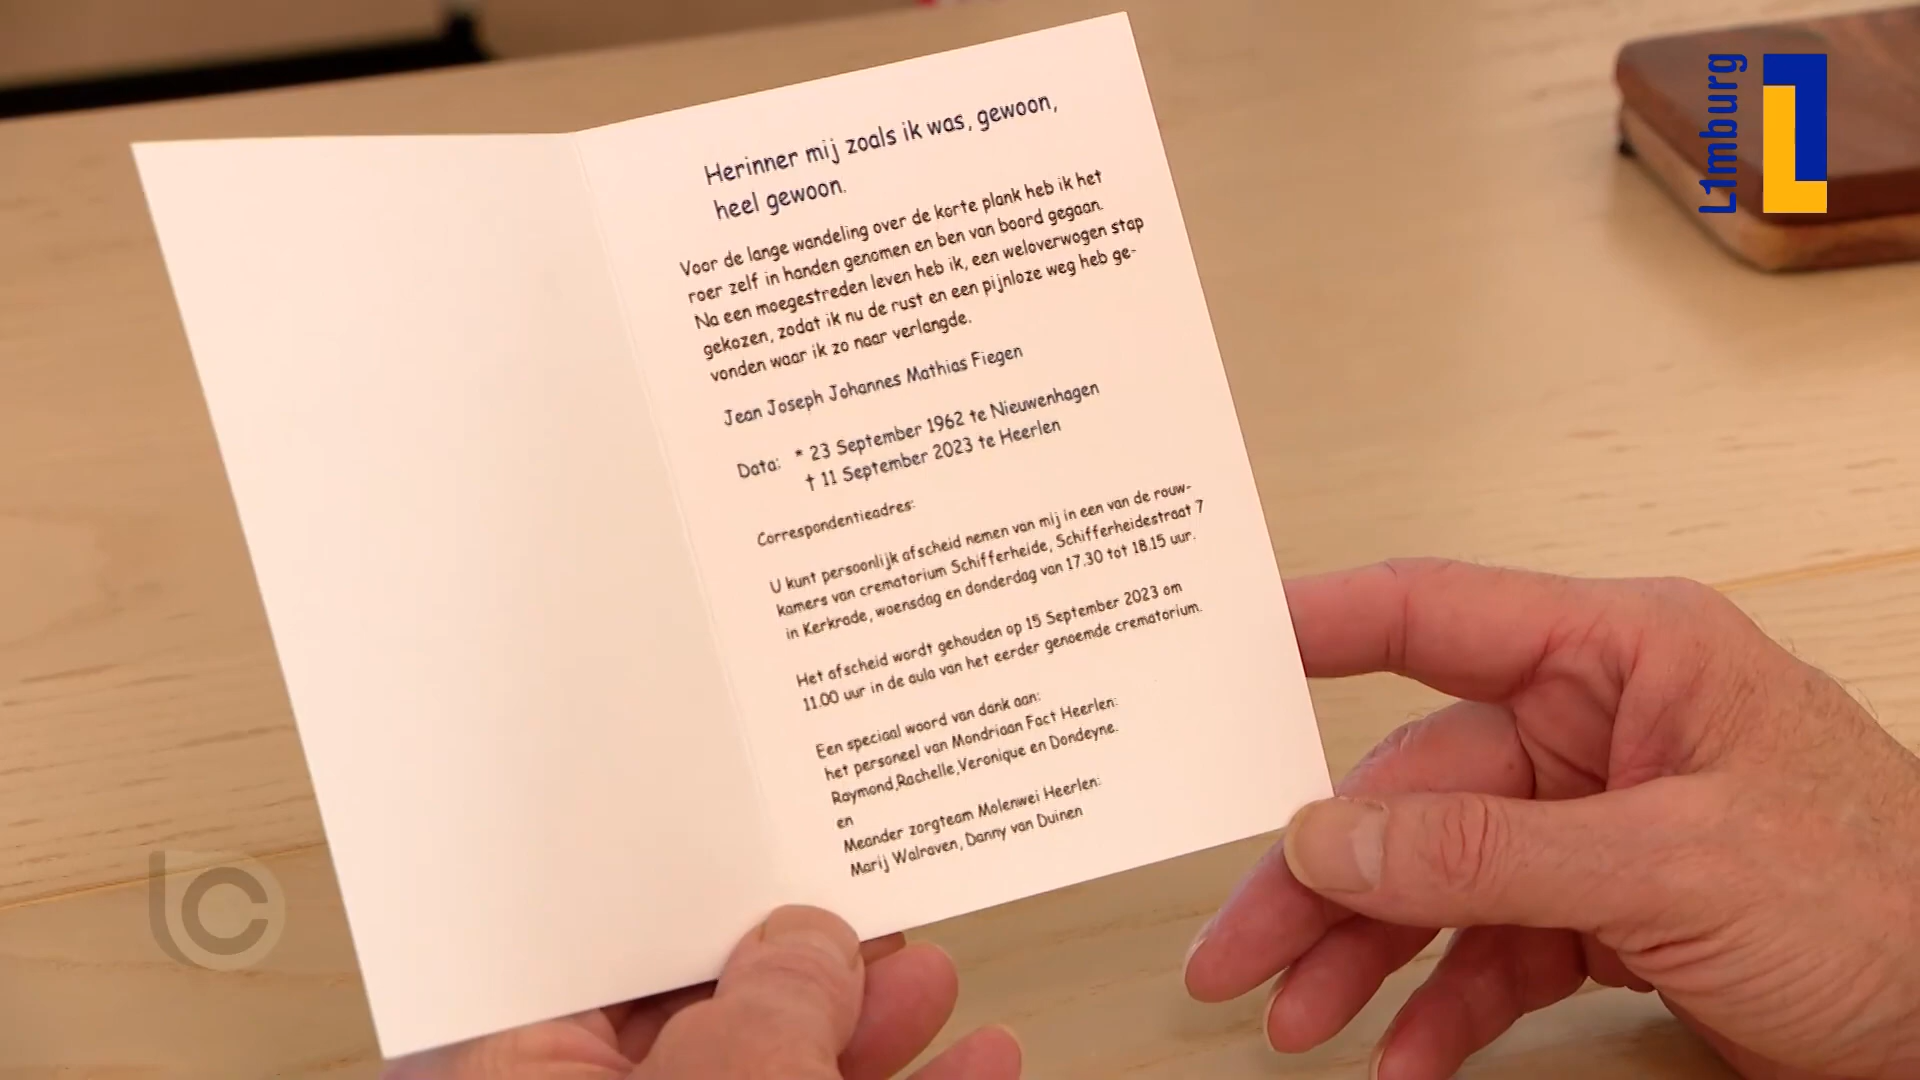 Herinner mij zoals ik was, gewoon,
heel gewoon.
Voor de lange wandeling over de korte plank heb ik het
roer zelf in handen genomen en ben van boord gegaan.
Na een moegestreden leven heb ik, een weloverwogen stap
gekozen, zodat ik nu de rust en een pijnloze weg heb ge-
vonden waar ik zo naar verlangde.
Jean Joseph Johannes Mathias Fiegen
Data: * 23 September 1962 te Nieuwenhagen
† 11 September 2023 te Heerlen
Correspondentieadres:
U kunt persoonlijk afscheid nemen van mij in een van de rouw-
kamers van crematorium Schifferheide, Schifferheidestraat 7
in Kerkrade, woensdag en donderdag van 17.30 tot 18.15 uur.
Het afscheid wordt gehouden op 15 September 2023 om
11.00 uur in de aula van het eerder genoemde crematorium.
Een speciaal woord van dank aan:
het personeel van Mondriaan Fact Heerlen:
Raymond,Rachelle,Veronique en Dondeyne.
en
Meander zorgteam Molenwei Heerlen:
Marij Walraven, Danny van Duinen
L1mburg
LC